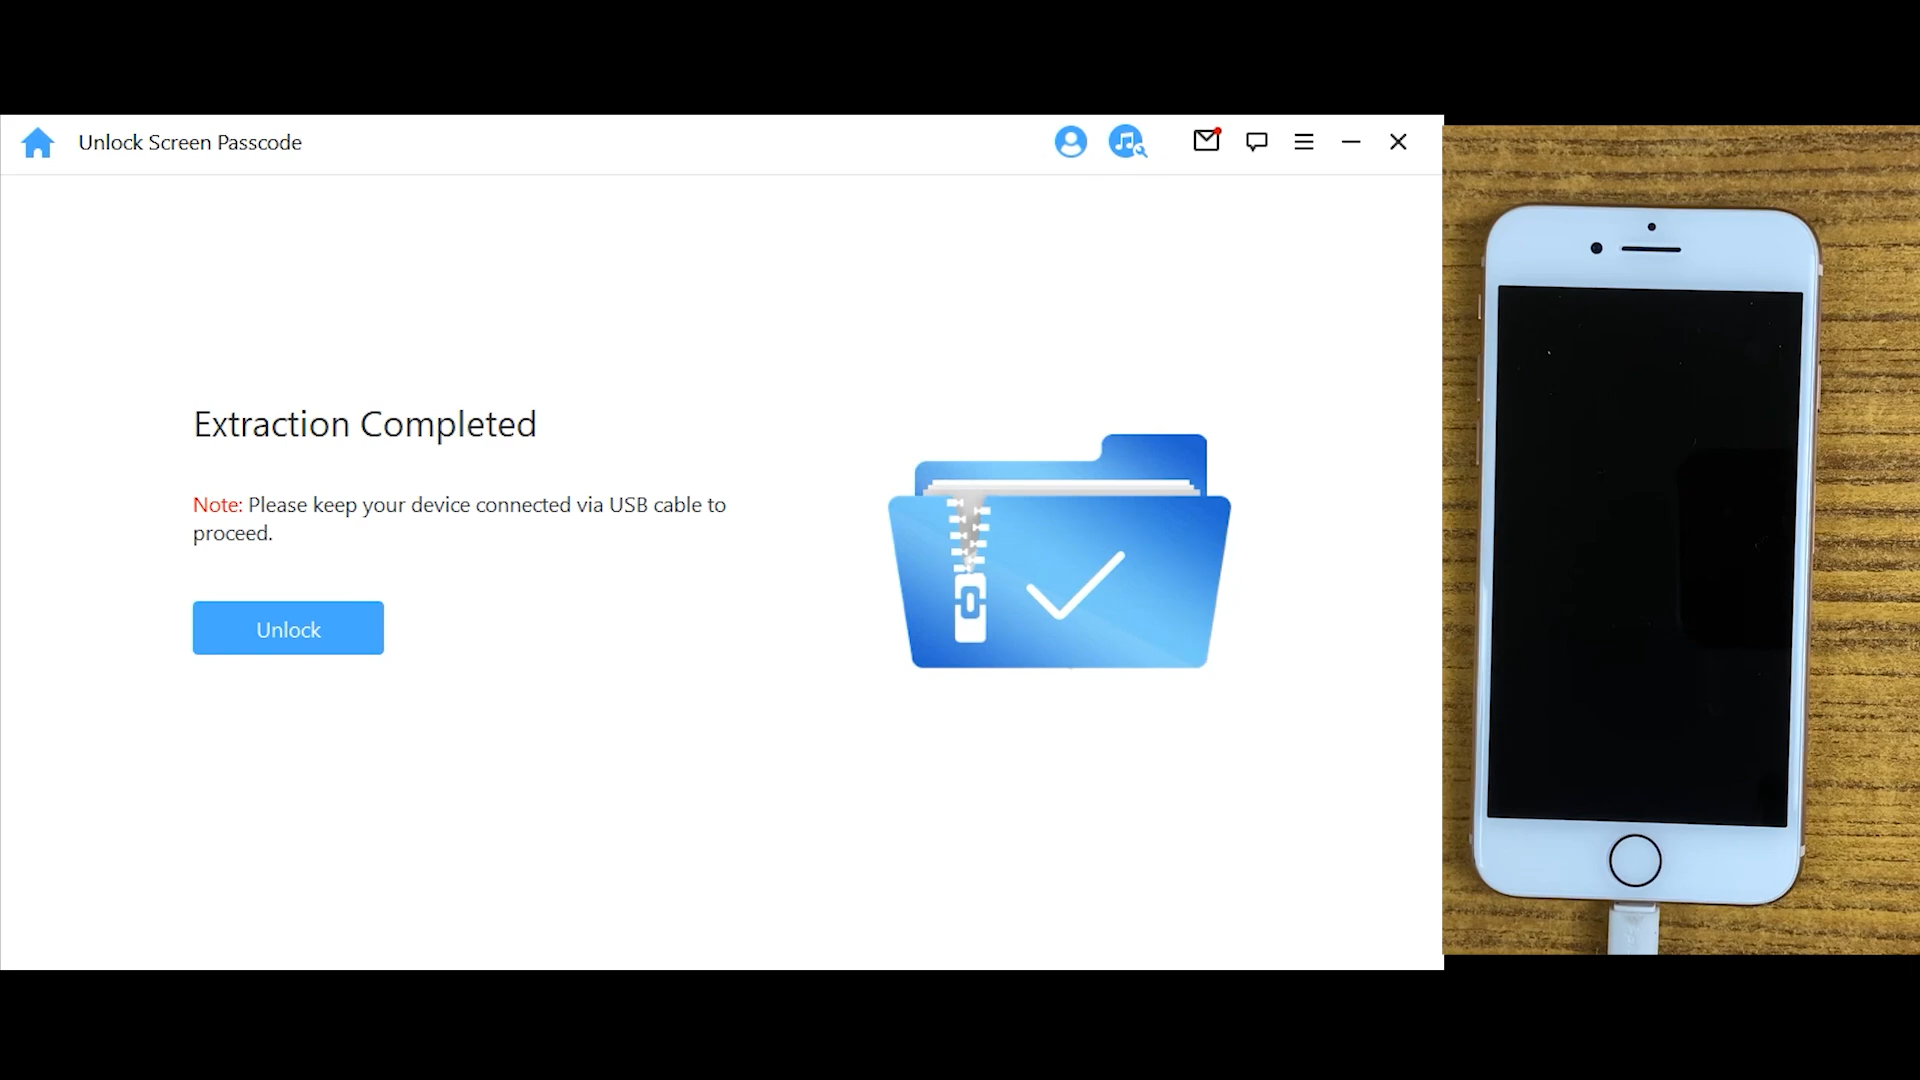 Unlock Screen Passcode
Extraction Completed
Note: Please keep your device connected via USB cable to
proceed.
Unlock